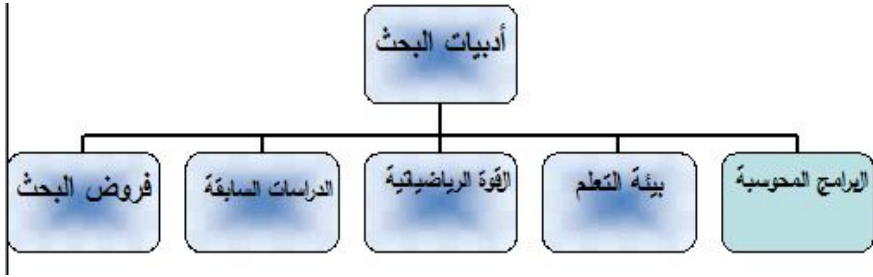 أدبيات البحث
البرامج المحوسبة
بيئة التعلم
القوة الرياضياتية
الدراسات السابقة
فروض البحث